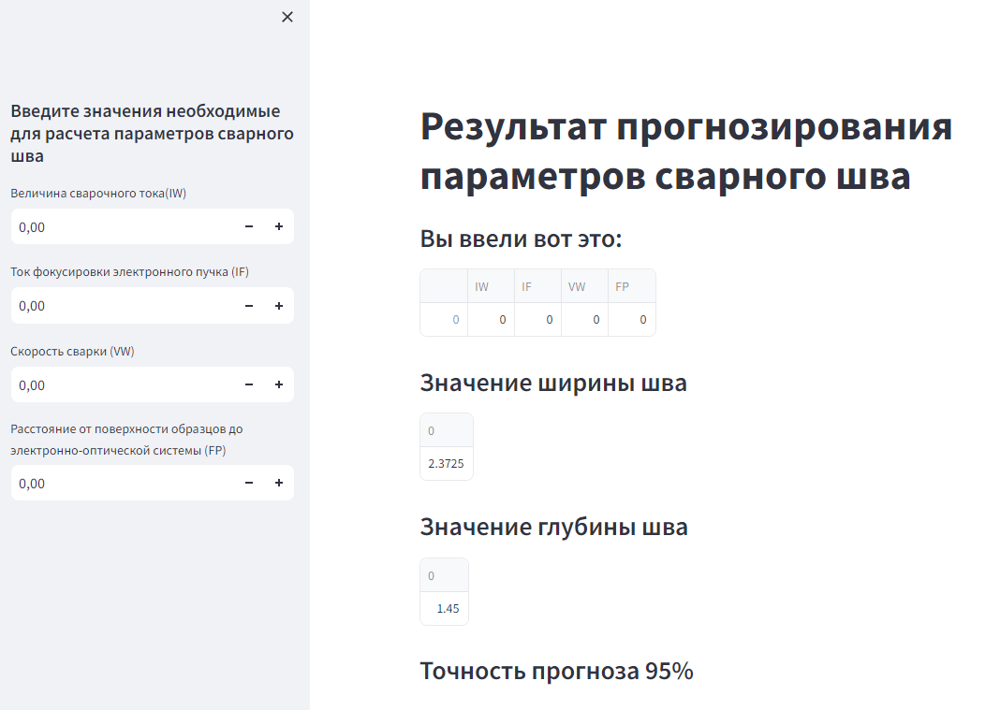 Введите значения необходимые
для расчета параметров сварного
шва
Величина сварочного тока(IW)
0,00
Ток фокусировки электронного пучка (IF)
0,00
Скорость сварки (VW)
0,00
Расстояние от поверхности образцов до
электронно-оптической системы (FP)
0,00
Результат прогнозирования
параметров сварного шва
Вы ввели вот это:
IW IF VW FP
0 0 0 0 0
Значение ширины шва
0
2.3725
Значение глубины шва
0
1.45
Точность прогноза 95%